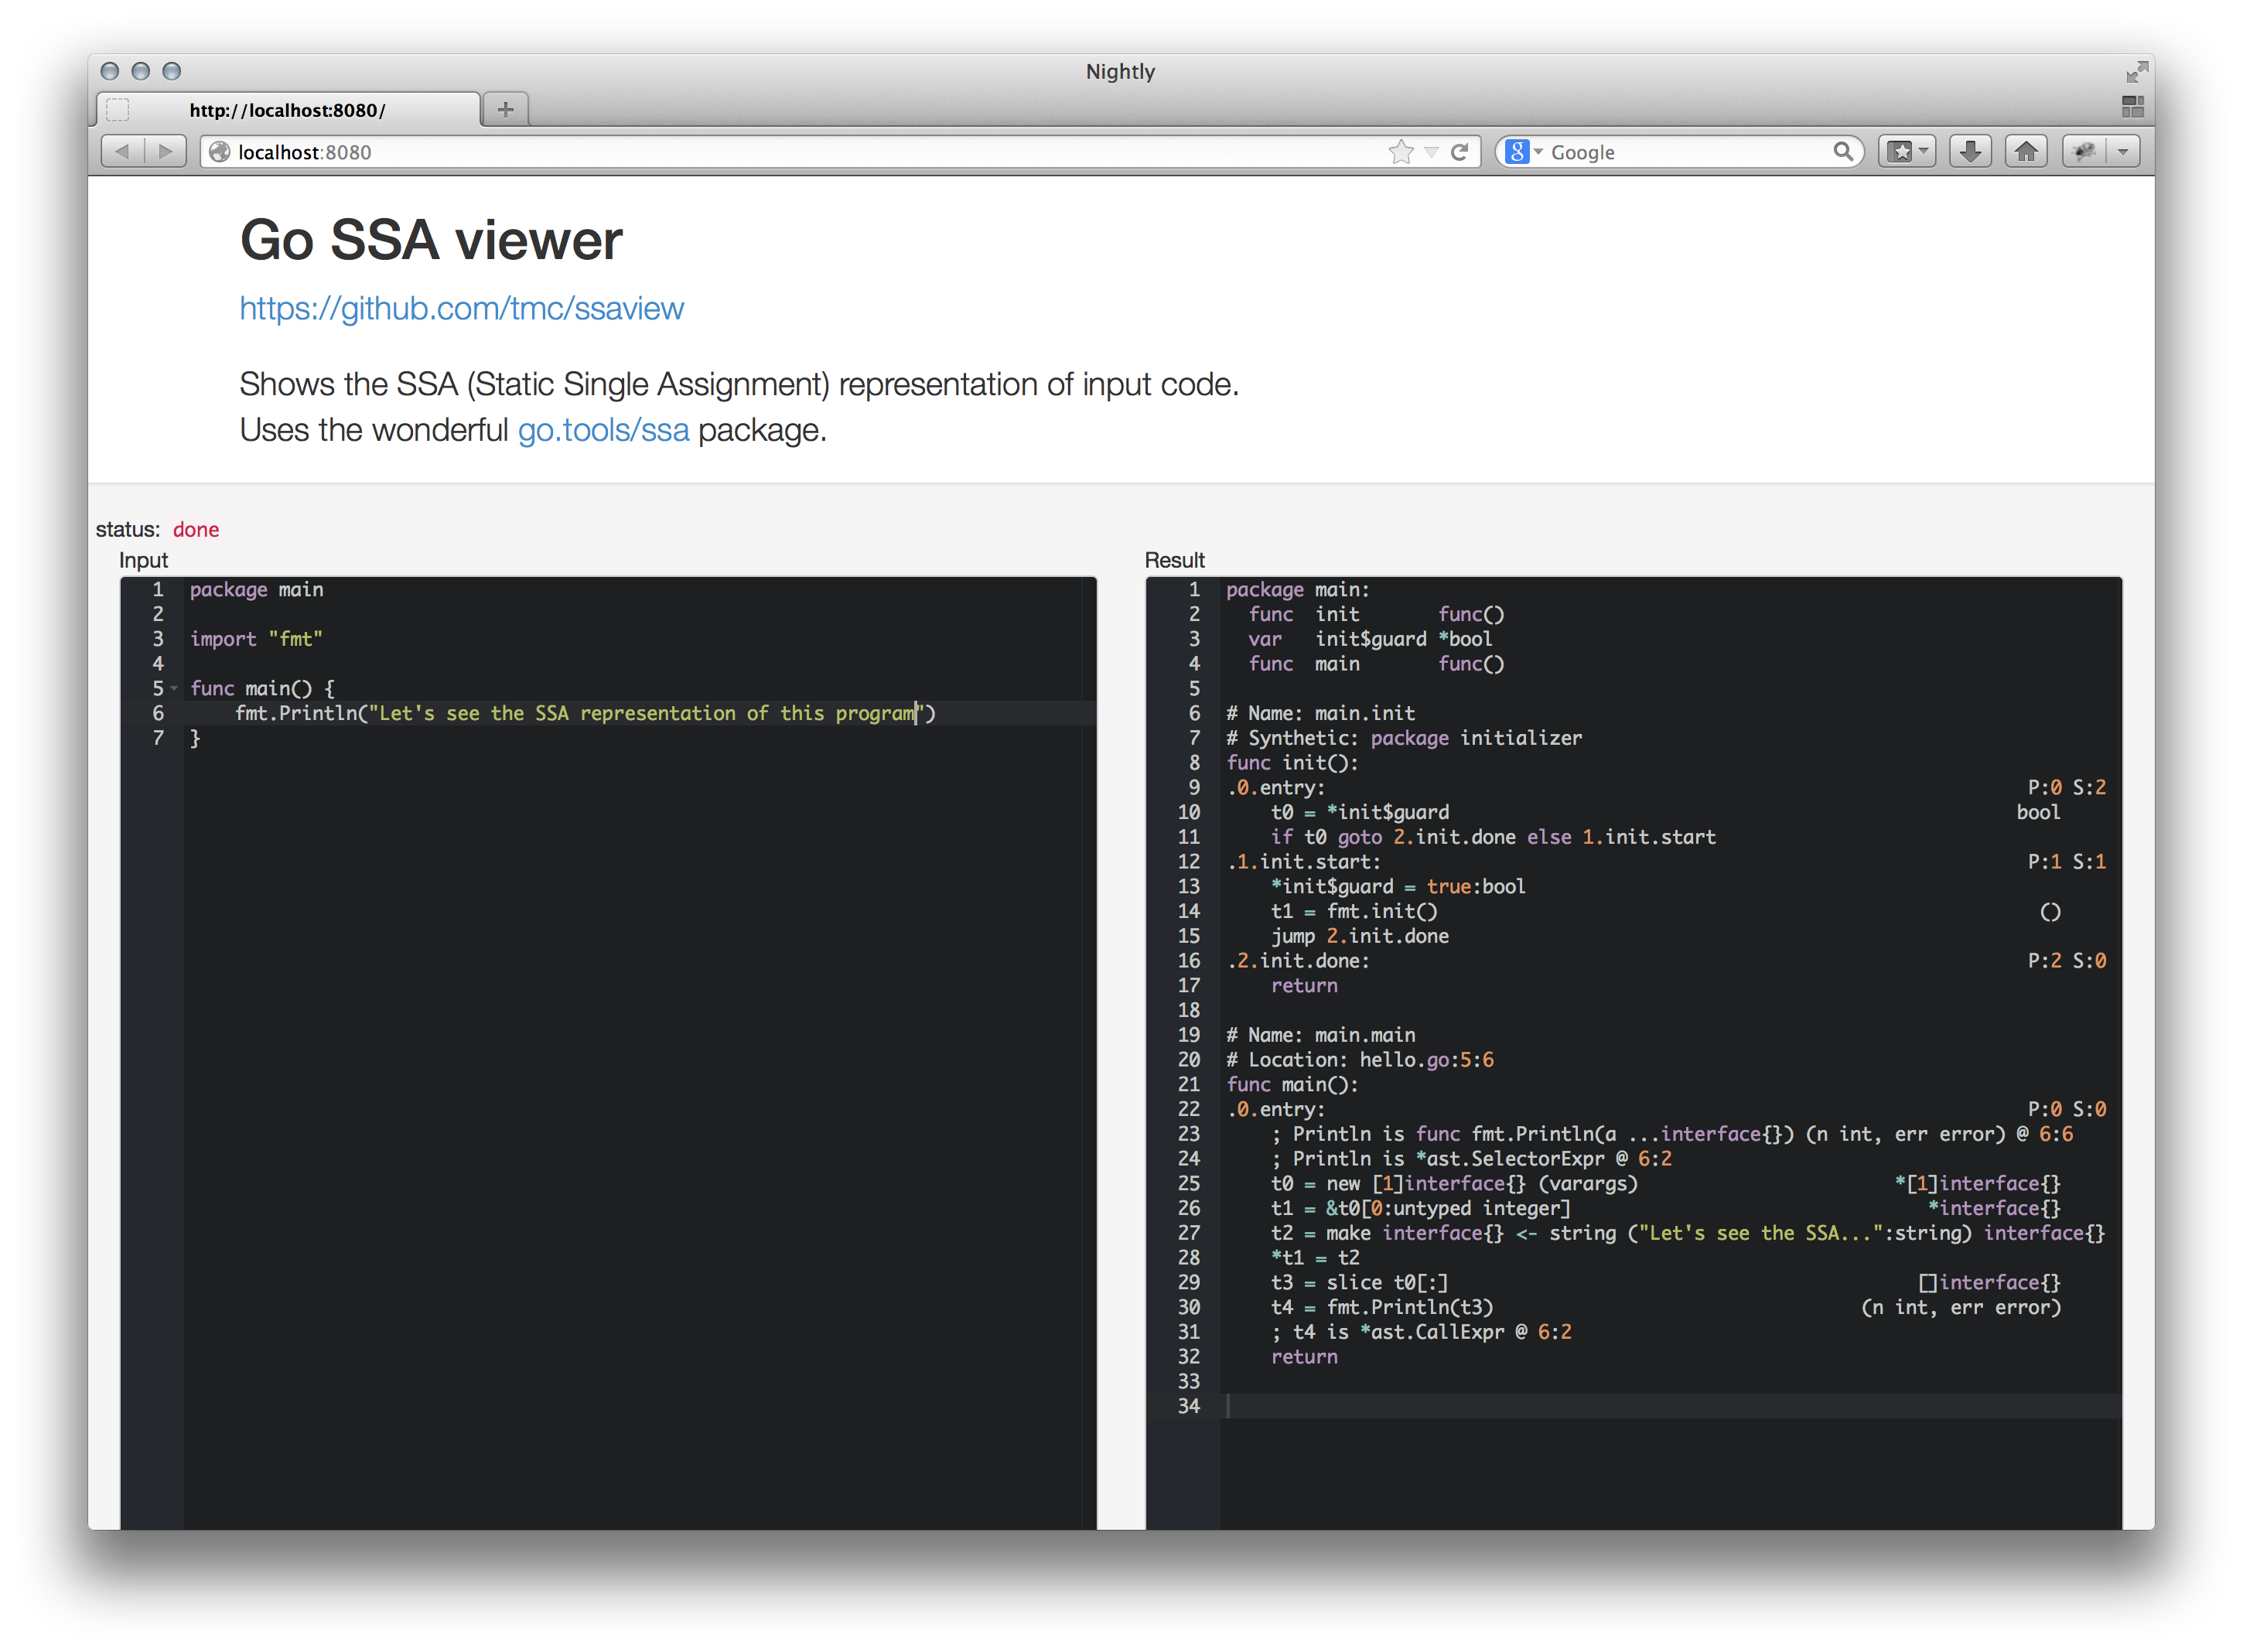 Nightly
http://localhost:8080/
localhost:8080
Google
Go SSA viewer
https://github.com/tmc/ssaview
Shows the SSA (Static Single Assignment) representation of input code.
Uses the wonderful go.tools/ssa package.
status: done
Input
1 package main
2
3 import "fmt"
4
5 func main() {
6     fmt.Println("Let's see the SSA representation of this program")
7 }
Result
1 package main:
2   func  init       func()
3   var   init$guard *bool
4   func  main       func()
5
6 # Name: main.init
7 # Synthetic: package initializer
8 func init():
9 .0.entry:                                                               P:0 S:2
10     t0 = *init$guard                                                   bool
11     if t0 goto 2.init.done else 1.init.start
12 .1.init.start:                                                          P:1 S:1
13     *init$guard = true:bool
14     t1 = fmt.init()                                                      ()
15     jump 2.init.done
16 .2.init.done:                                                           P:2 S:0
17     return
18
19 # Name: main.main
20 # Location: hello.go:5:6
21 func main():
22 .0.entry:                                                               P:0 S:0
23     ; Println is func fmt.Println(a ...interface{}) (n int, err error) @ 6:6
24     ; Println is *ast.SelectorExpr @ 6:2
25     t0 = new [1]interface{} (varargs)                       *[1]interface{}
26     t1 = &t0[0:untyped integer]                                *interface{}
27     t2 = make interface{} <- string ("Let's see the SSA...":string) interface{}
28     *t1 = t2
29     t3 = slice t0[:]                                          []interface{}
30     t4 = fmt.Println(t3)                                 (n int, err error)
31     ; t4 is *ast.CallExpr @ 6:2
32     return
33
34